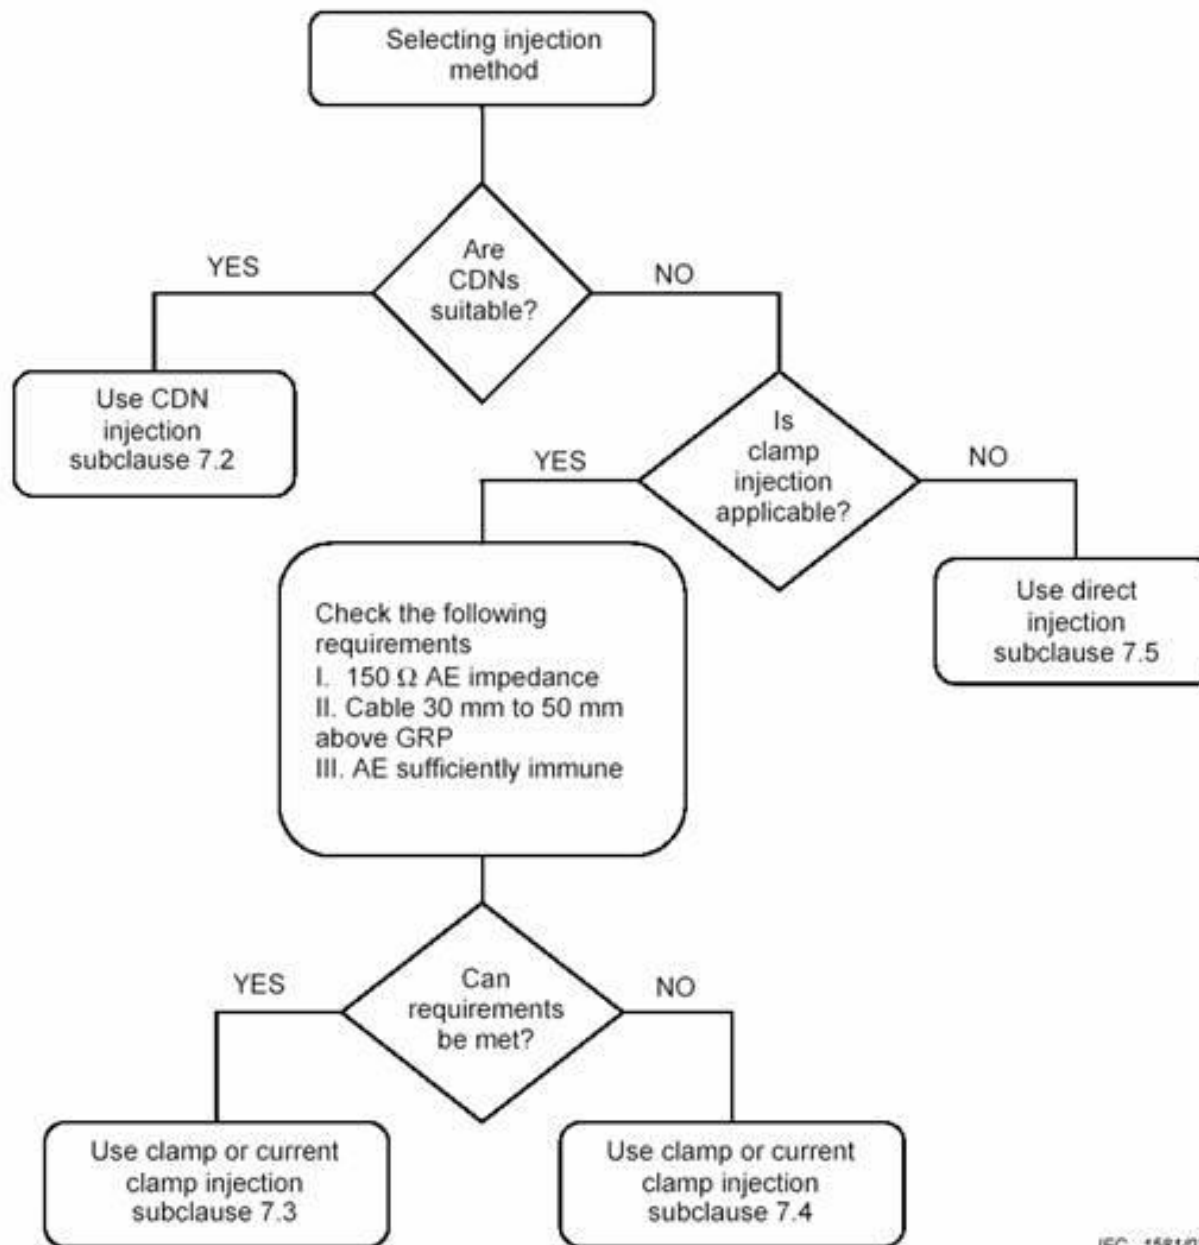 Selecting injection
method
Are
CDNs
suitable?
YES
NO
Use CDN
injection
subclause 7.2
Is
clamp
injection
applicable?
YES
NO
Use direct
injection
subclause 7.5
Check the following
requirements
I. 150 Ω AE impedance
II. Cable 30 mm to 50 mm
above GRP
III. AE sufficiently immune
Can
requirements
be met?
YES
NO
Use clamp or current
clamp injection
subclause 7.3
Use clamp or current
clamp injection
subclause 7.4